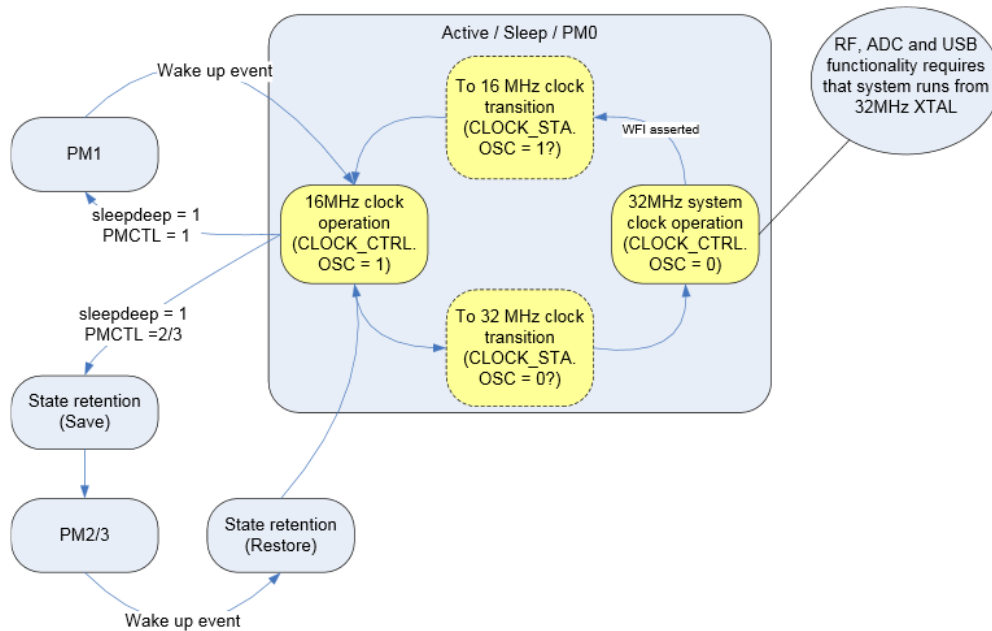 Active / Sleep / PM0
RF, ADC and USB
functionality requires
that system runs from
32MHz XTAL
Wake up event
To 16 MHz clock
transition
(CLOCK_STA.
OSC = 1?)
WFI asserted
PM1
sleepdeep = 1
PMCTL = 1
16MHz clock
operation
(CLOCK_CTRL.
OSC = 1)
32MHz system
clock operation
(CLOCK_CTRL.
OSC = 0)
sleepdeep = 1
PMCTL =2/3
To 32 MHz clock
transition
(CLOCK_STA.
OSC = 0?)
State retention
(Save)
PM2/3
State retention
(Restore)
Wake up event